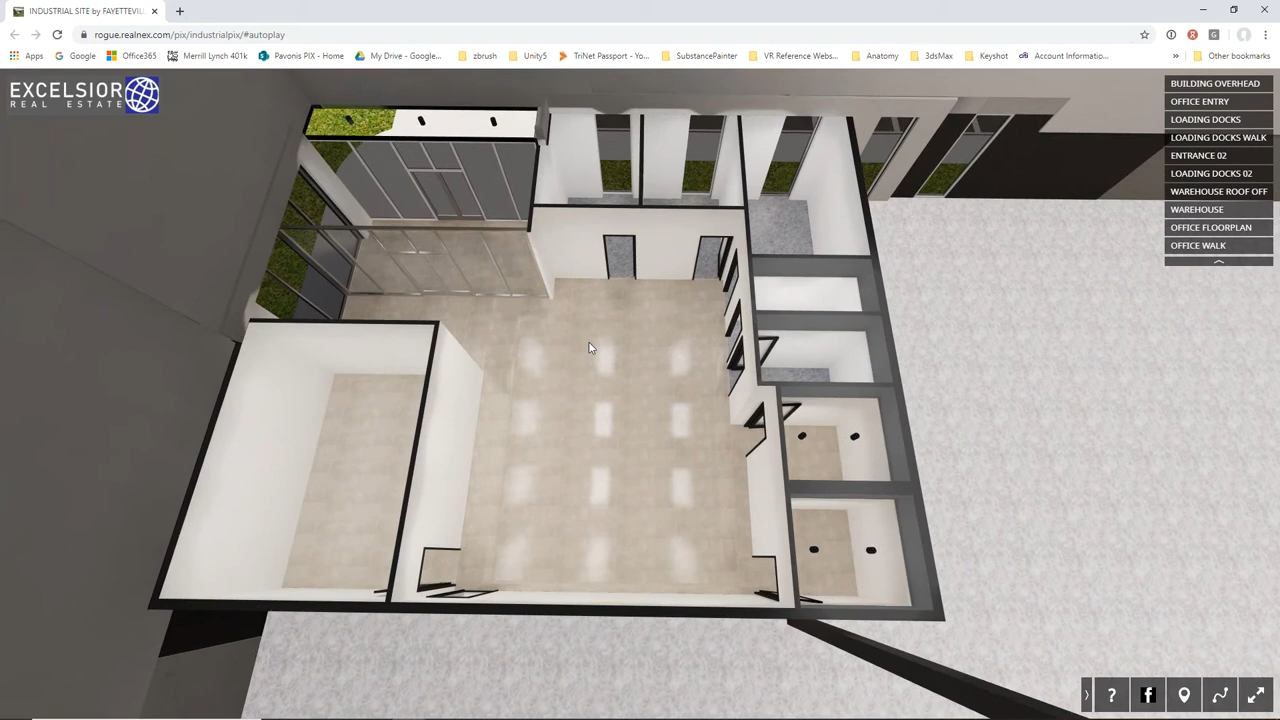 INDUSTRIAL SITE by FAYETTEVIL
rogue.realnex.com/pix/industrialpix/#autoplay
Apps Google Office365 Merrill Lynch 401k Pavonis PIX - Home My Drive - Google... zbrush Unity5 TriNet Passport - Yo... SubstancePainter VR Reference Webs... Anatomy 3dsMax Keyshot Account Informatio... » Other bookmarks
EXCELSIOR
REAL ESTATE
BUILDING OVERHEAD
OFFICE ENTRY
LOADING DOCKS
LOADING DOCKS WALK
ENTRANCE 02
LOADING DOCKS 02
WAREHOUSE ROOF OFF
WAREHOUSE
OFFICE FLOORPLAN
OFFICE WALK
? f